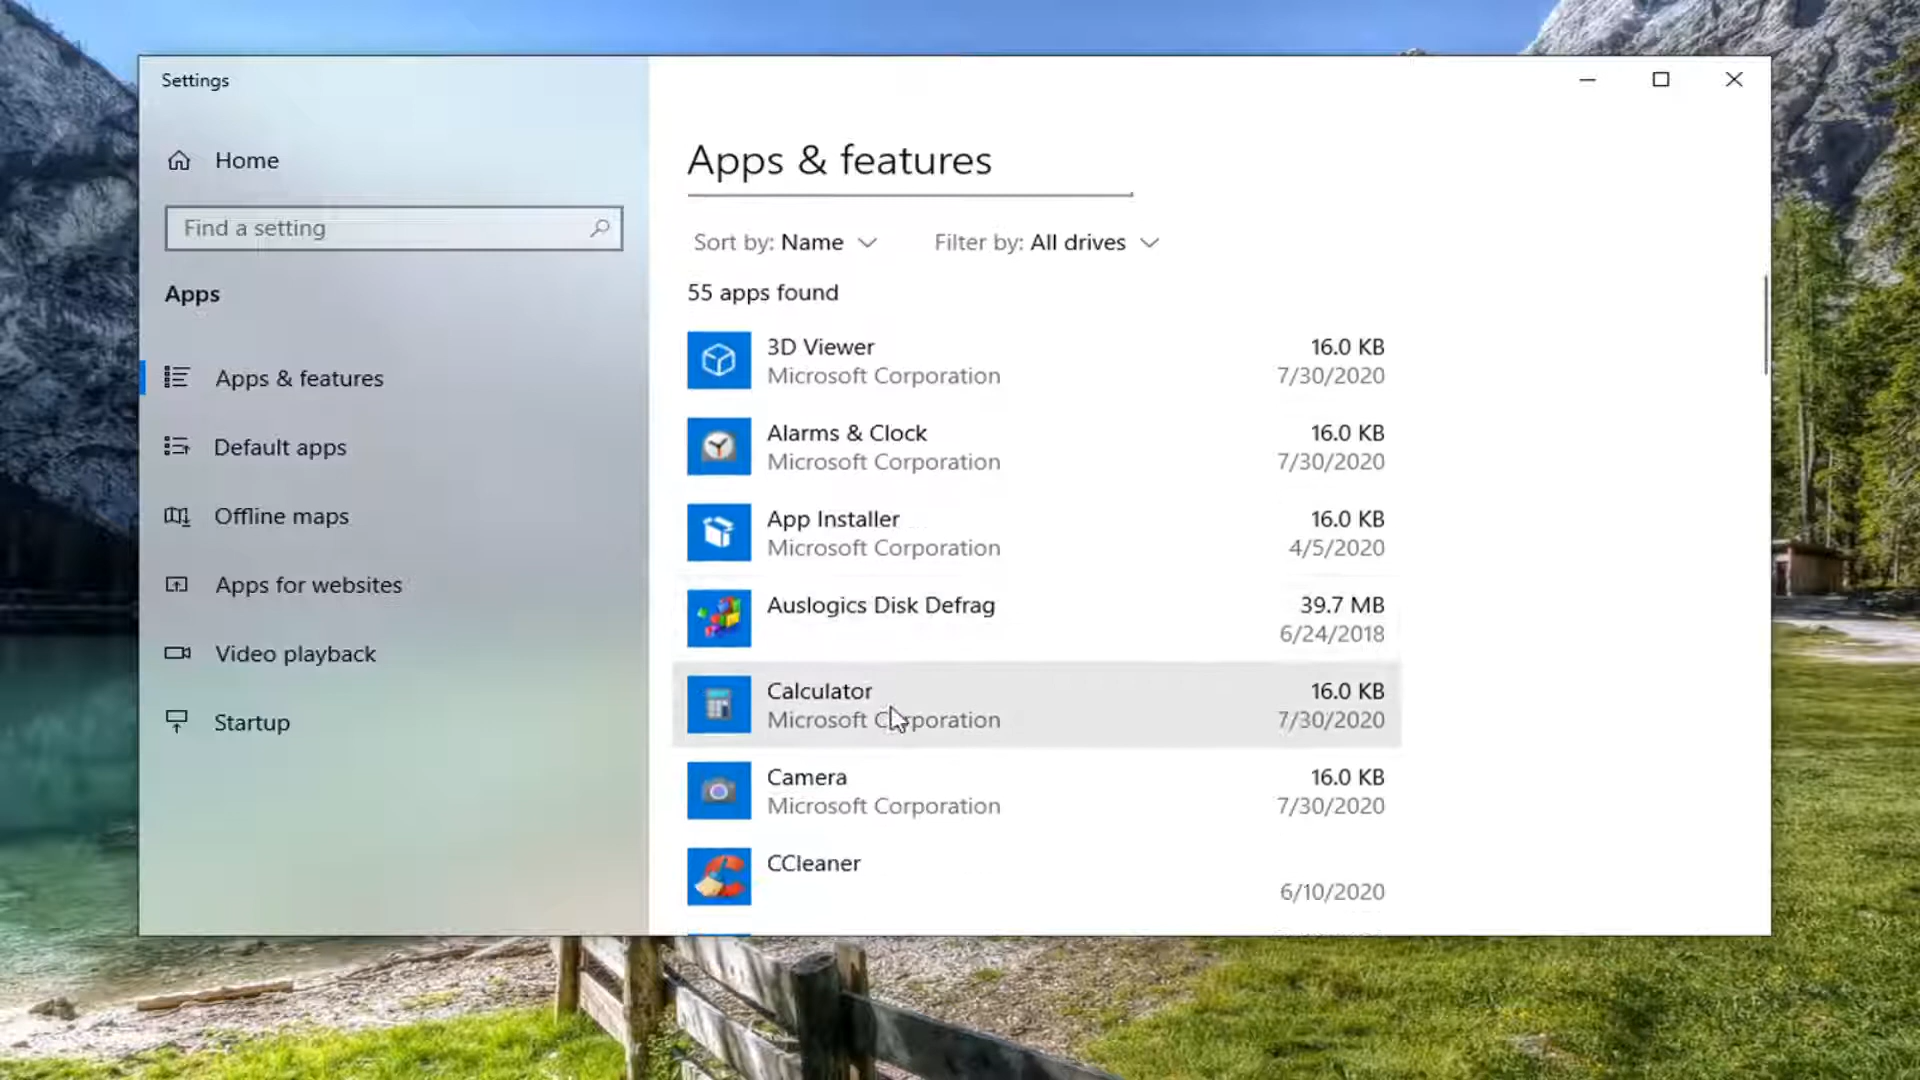 Settings
Home
Find a setting
Apps
Apps & features
Default apps
Offline maps
Apps for websites
Video playback
Startup
Apps & features
Sort by: Name
Filter by: All drives
55 apps found
3D Viewer 16.0 KB
Microsoft Corporation 7/30/2020
Alarms & Clock 16.0 KB
Microsoft Corporation 7/30/2020
App Installer 16.0 KB
Microsoft Corporation 4/5/2020
Auslogics Disk Defrag 39.7 MB
6/24/2018
Calculator 16.0 KB
Microsoft Corporation 7/30/2020
Camera 16.0 KB
Microsoft Corporation 7/30/2020
CCleaner
6/10/2020